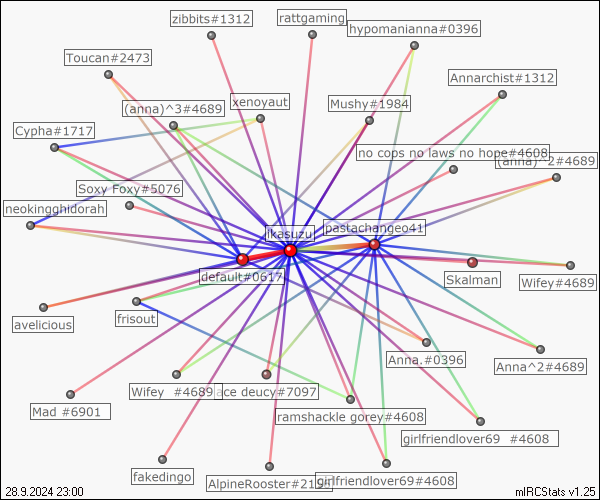 zibbits#1312
rattgaming
hypomanianna#0396
Toucan#2473
Annarchist#1312
(anna)^3#4689
xenoyaut
Mushy#1984
Cypha#1717
no cops no laws no hope#4608
(anna)^2#4689
Soxy Foxy#5076
neokingghidorah
ikasuzu
pastachangeo41
default#0617
Skalman
Wifey#4689
avelicious
frisout
Anna.#0396
Anna^2#4689
Wifey  #4689
ace deucy#7097
Mad #6901
ramshackle gorey#4608
girlfriendlover69  #4608
fakedingo
girlfriendlover69#4608
28.9.2024 23:00
mIRCStats v1.25